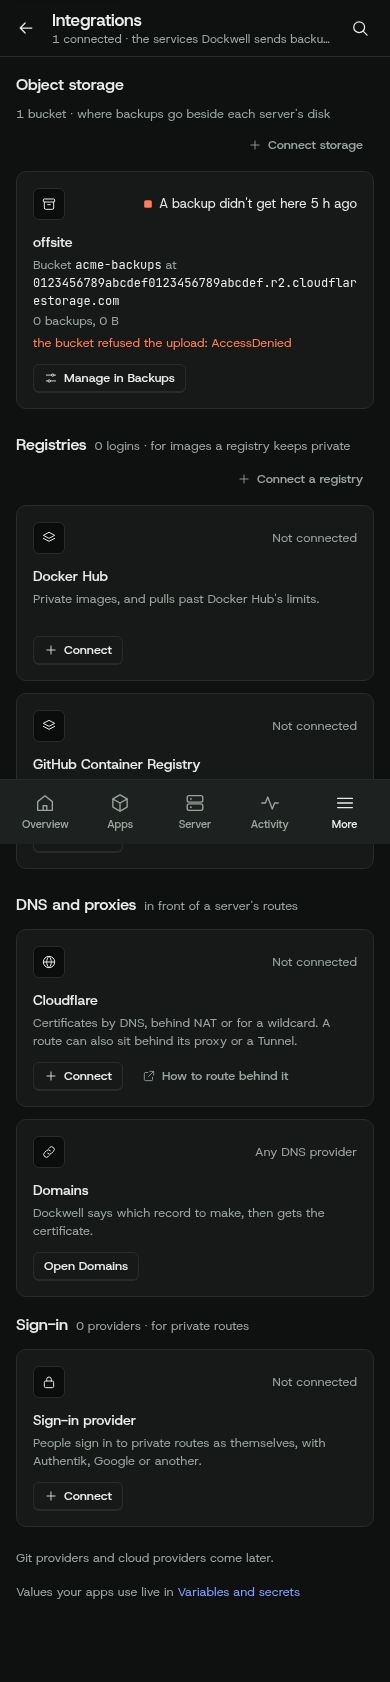 Integrations
1 connected · the services Dockwell sends backu...
Object storage
1 bucket · where backups go beside each server's disk
Connect storage
A backup didn't get here 5 h ago
offsite
Bucket acme-backups at
0123456789abcdef0123456789abcdef.r2.cloudflar
estorage.com
0 backups, 0 B
the bucket refused the upload: AccessDenied
Manage in Backups
Registries 0 logins · for images a registry keeps private
Connect a registry
Not connected
Docker Hub
Private images, and pulls past Docker Hub's limits.
Connect
Not connected
GitHub Container Registry
Overview
Apps
Server
Activity
More
DNS and proxies in front of a server's routes
Not connected
Cloudflare
Certificates by DNS, behind NAT or for a wildcard. A
route can also sit behind its proxy or a Tunnel.
Connect
How to route behind it
Any DNS provider
Domains
Dockwell says which record to make, then gets the
certificate.
Open Domains
Sign-in 0 providers · for private routes
Not connected
Sign-in provider
People sign in to private routes as themselves, with
Authentik, Google or another.
Connect
Git providers and cloud providers come later.
Values your apps use live in Variables and secrets